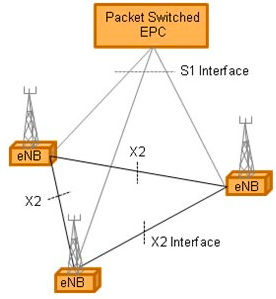 Packet Switched
EPC
S1 Interface
eNB
X2
eNB
X2
X2 Interface
eNB